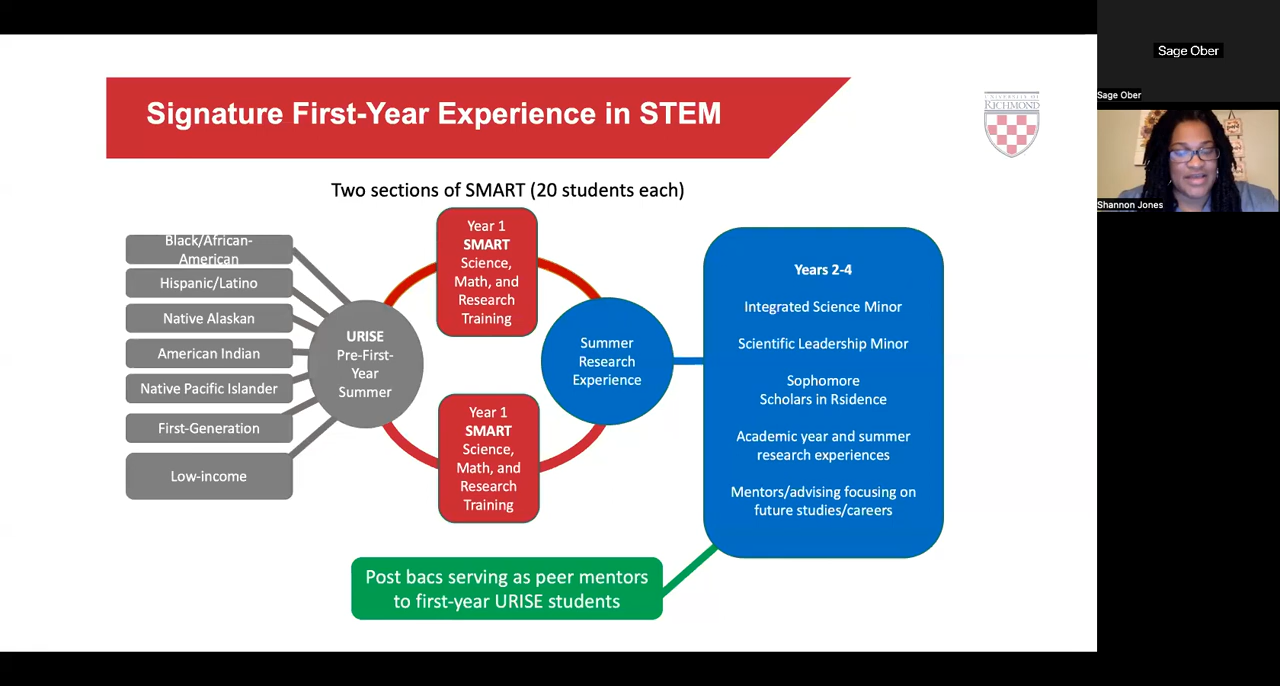 Signature First-Year Experience in STEM
UNIVERSITY OF
RICHMOND
Two sections of SMART (20 students each)
Black/African-
American
Hispanic/Latino
Native Alaskan
American Indian
Native Pacific Islander
First-Generation
Low-income
URISE
Pre-First-
Year
Summer
Year 1
SMART
Science,
Math, and
Research
Training
Year 1
SMART
Science,
Math, and
Research
Training
Summer
Research
Experience
Years 2-4
Integrated Science Minor
Scientific Leadership Minor
Sophomore
Scholars in Rsidence
Academic year and summer
research experiences
Mentors/advising focusing on
future studies/careers
Post bacs serving as peer mentors
to first-year URISE students
Sage Ober
Sage Ober
Shannon Jones